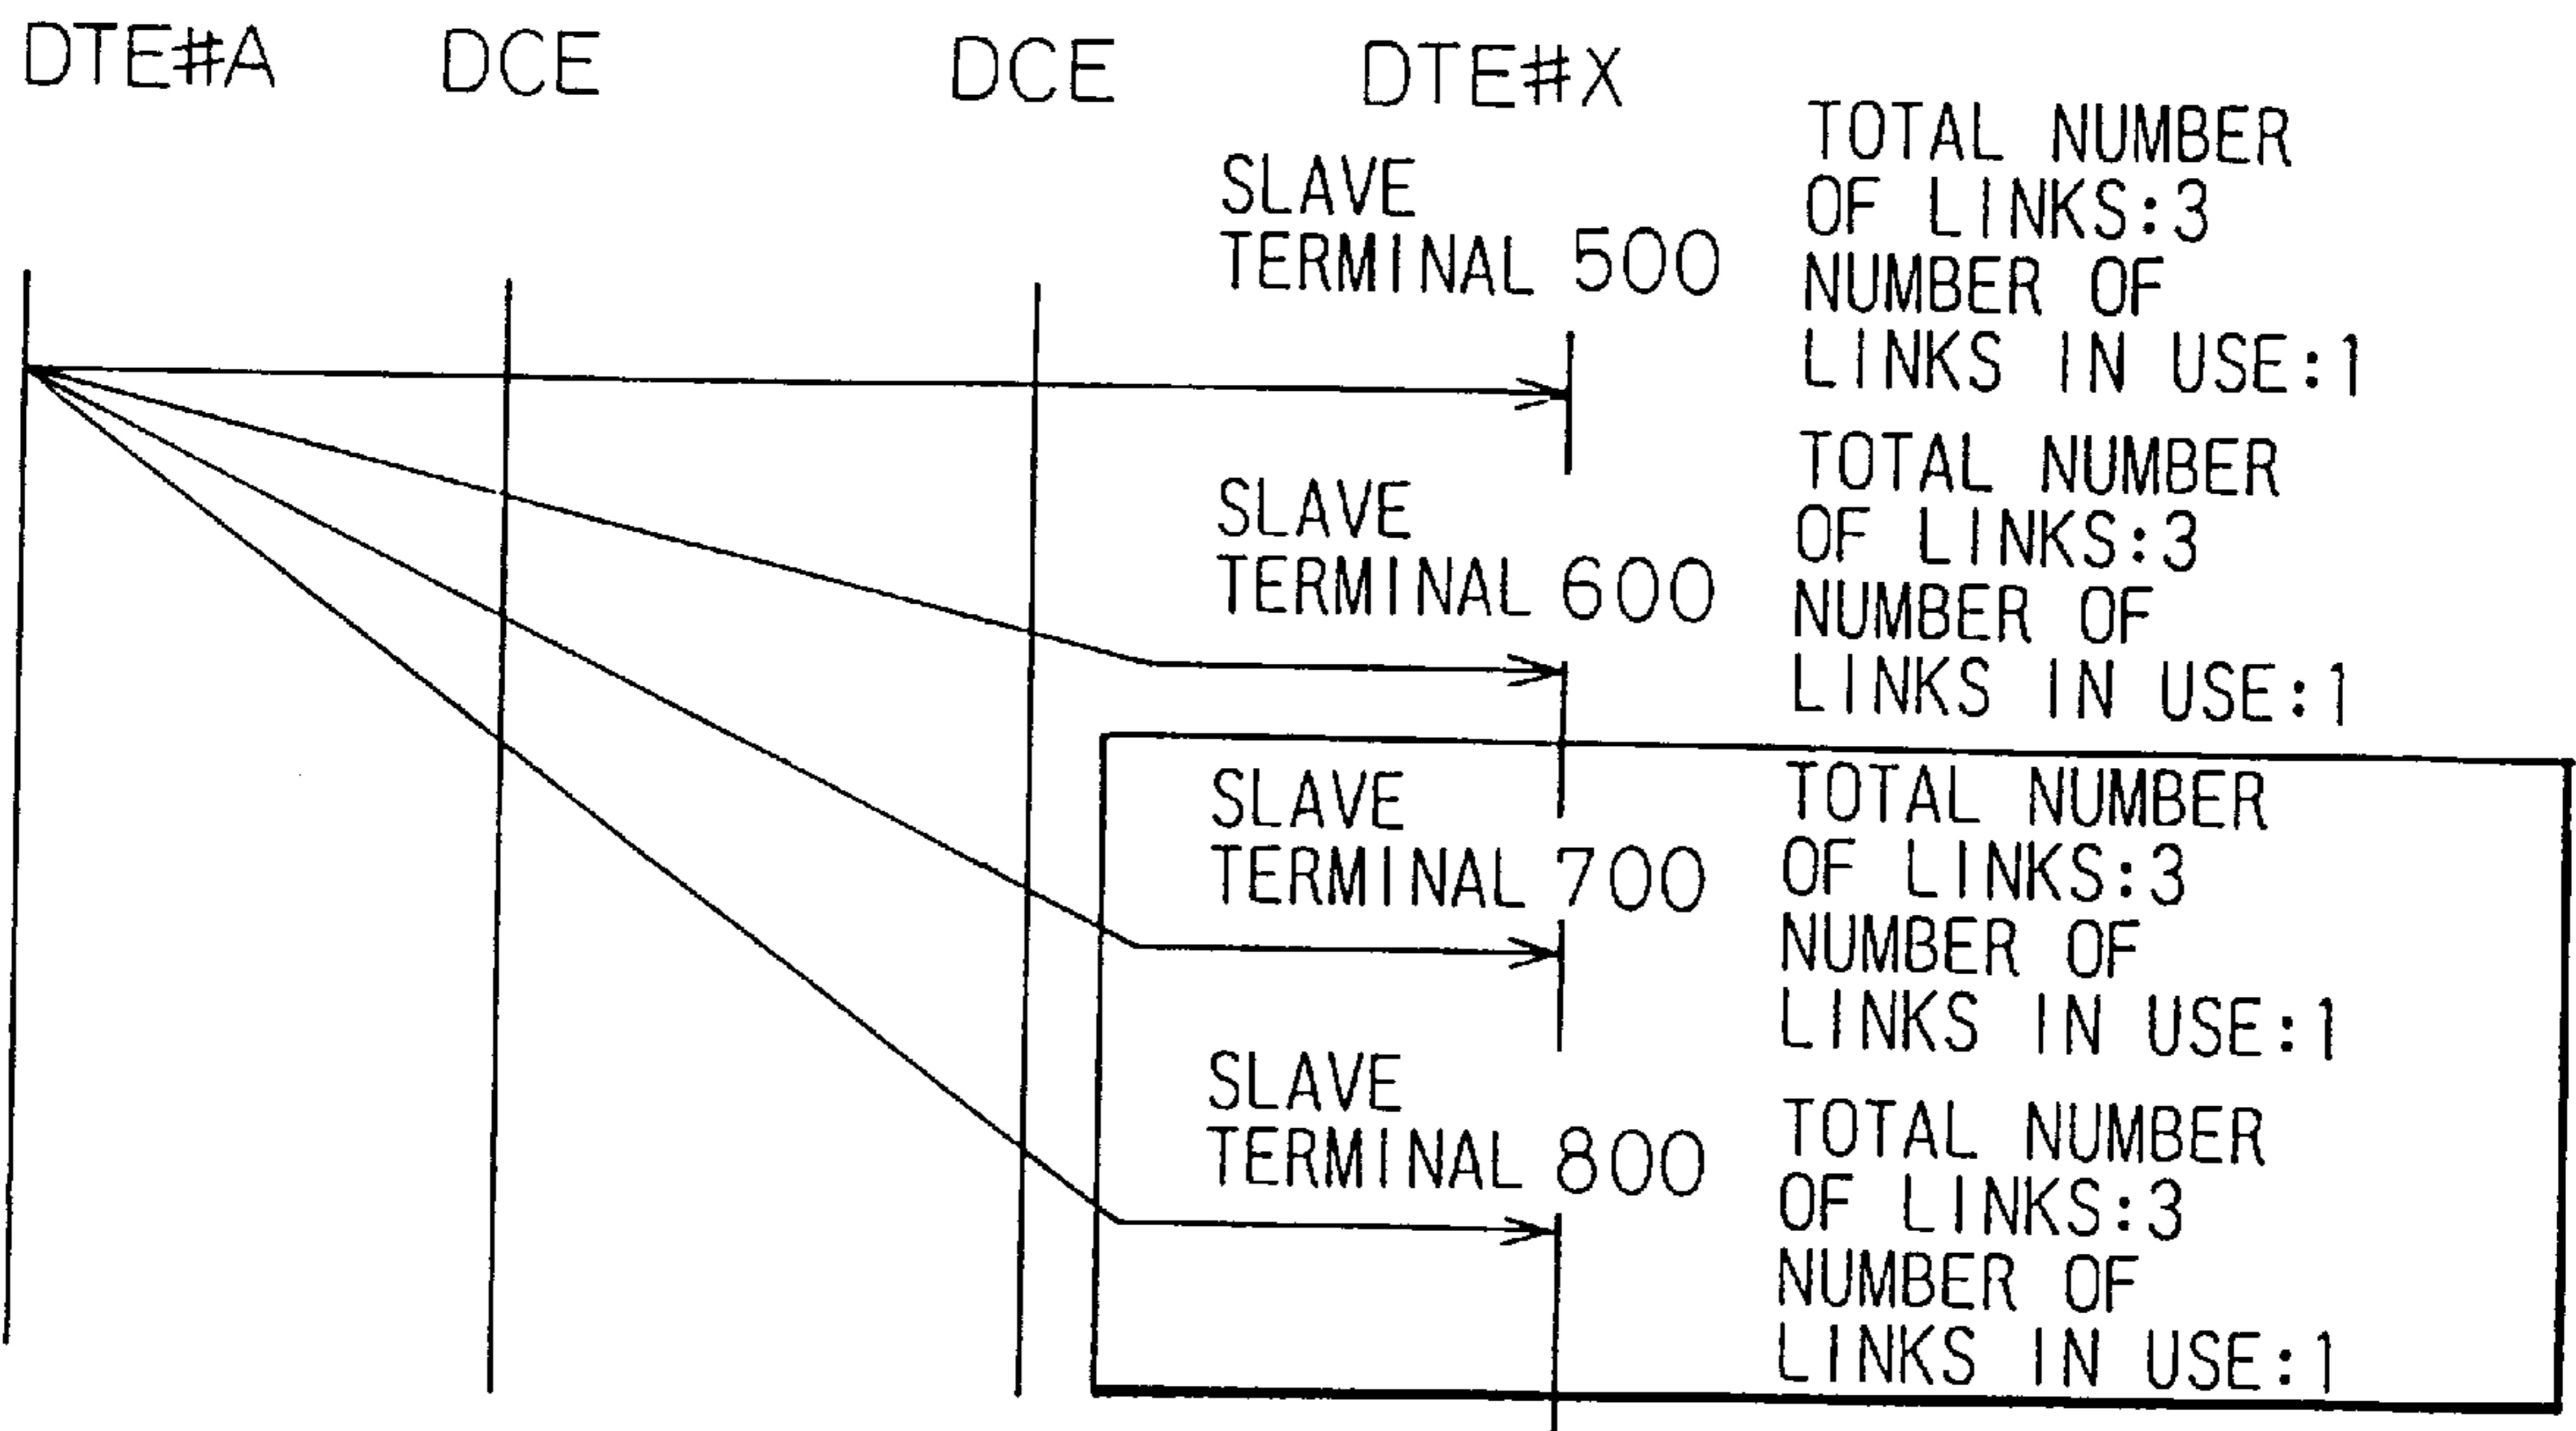 DTE#A DCE DCE DTE#X
SLAVE
TERMINAL 500
TOTAL NUMBER
OF LINKS:3
NUMBER OF
LINKS IN USE:1
SLAVE
TERMINAL 600
TOTAL NUMBER
OF LINKS:3
NUMBER OF
LINKS IN USE:1
SLAVE
TERMINAL 700
TOTAL NUMBER
OF LINKS:3
NUMBER OF
LINKS IN USE:1
SLAVE
TERMINAL 800
TOTAL NUMBER
OF LINKS:3
NUMBER OF
LINKS IN USE:1